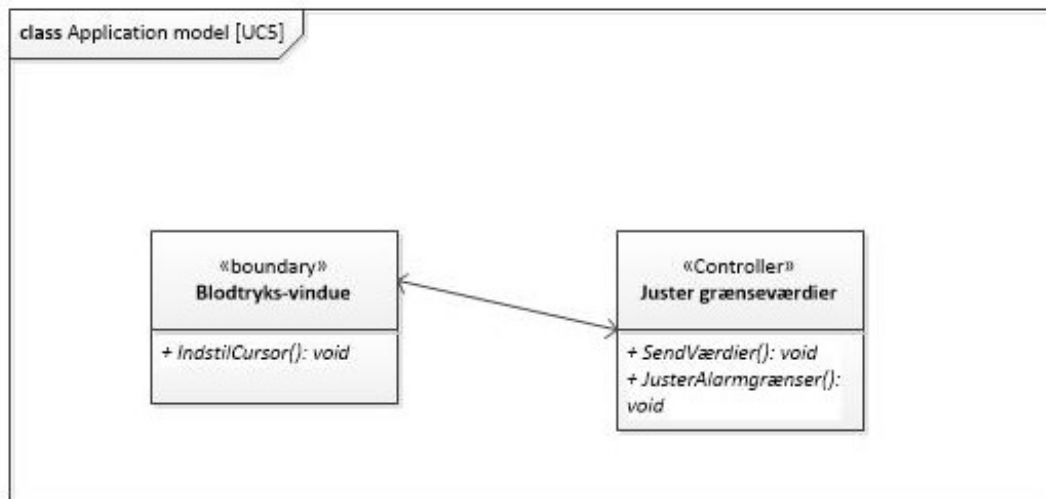 class Application model [UC5]
«boundary»
Blodtryks-vindue
+ IndstilCursor(): void
«Controller»
Juster grænseværdier
+ SendVærdier(): void
+ JusterAlarmgrænser():
void